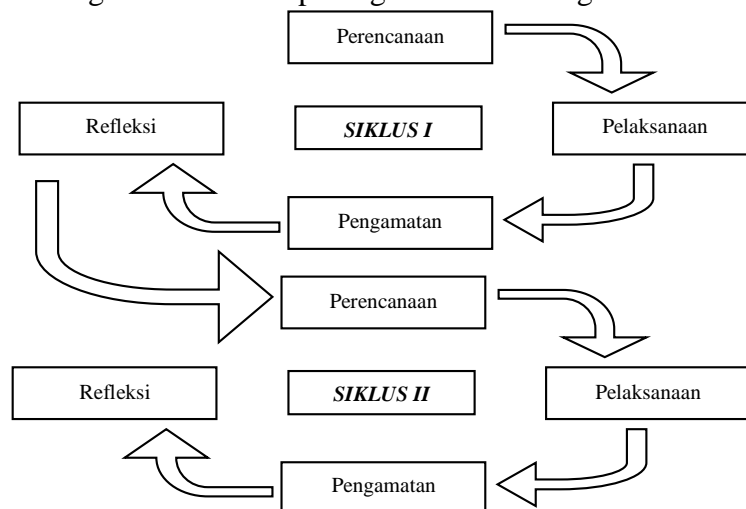 Perencanaan
Refleksi
SIKLUS I
Pelaksanaan
Pengamatan
Perencanaan
Refleksi
SIKLUS II
Pelaksanaan
Pengamatan